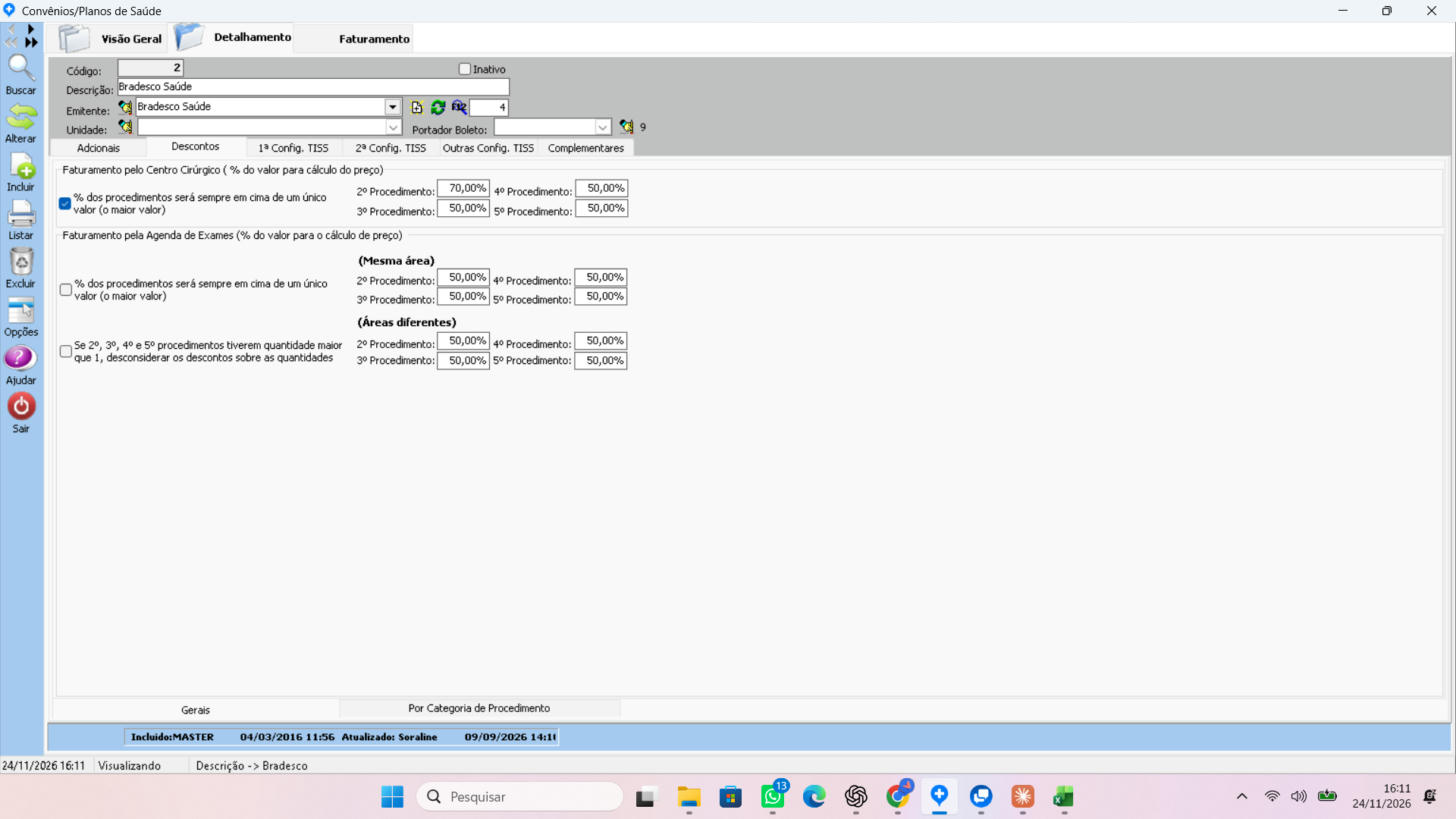 Convênios/Planos de Saúde
Visão Geral
Detalhamento
Faturamento
Código:
2
Inativo
Descrição:
Bradesco Saúde
Emitente:
Bradesco Saúde
F12
4
Unidade:
Portador Boleto:
9
Adcionais
Descontos
1ª Config. TISS
2ª Config. TISS
Outras Config. TISS
Complementares
Faturamento pelo Centro Cirúrgico ( % do valor para cálculo do preço)
% dos procedimentos será sempre em cima de um único
valor (o maior valor)
2º Procedimento: 70,00% 4º Procedimento: 50,00%
3º Procedimento: 50,00% 5º Procedimento: 50,00%
Faturamento pela Agenda de Exames (% do valor para o cálculo de preço)
(Mesma área)
% dos procedimentos será sempre em cima de um único
valor (o maior valor)
2º Procedimento: 50,00% 4º Procedimento: 50,00%
3º Procedimento: 50,00% 5º Procedimento: 50,00%
(Áreas diferentes)
Se 2º, 3º, 4º e 5º procedimentos tiverem quantidade maior
que 1, desconsiderar os descontos sobre as quantidades
2º Procedimento: 50,00% 4º Procedimento: 50,00%
3º Procedimento: 50,00% 5º Procedimento: 50,00%
Buscar
Alterar
Incluir
Listar
Excluir
Opções
Ajudar
Sair
Gerais
Por Categoria de Procedimento
Incluido:MASTER 04/03/2016 11:56 Atualizado: Soraline 09/09/2026
24/11/2026 16:11 Visualizando Descrição -> Bradesco
Pesquisar
13
16:11
24/11/2026